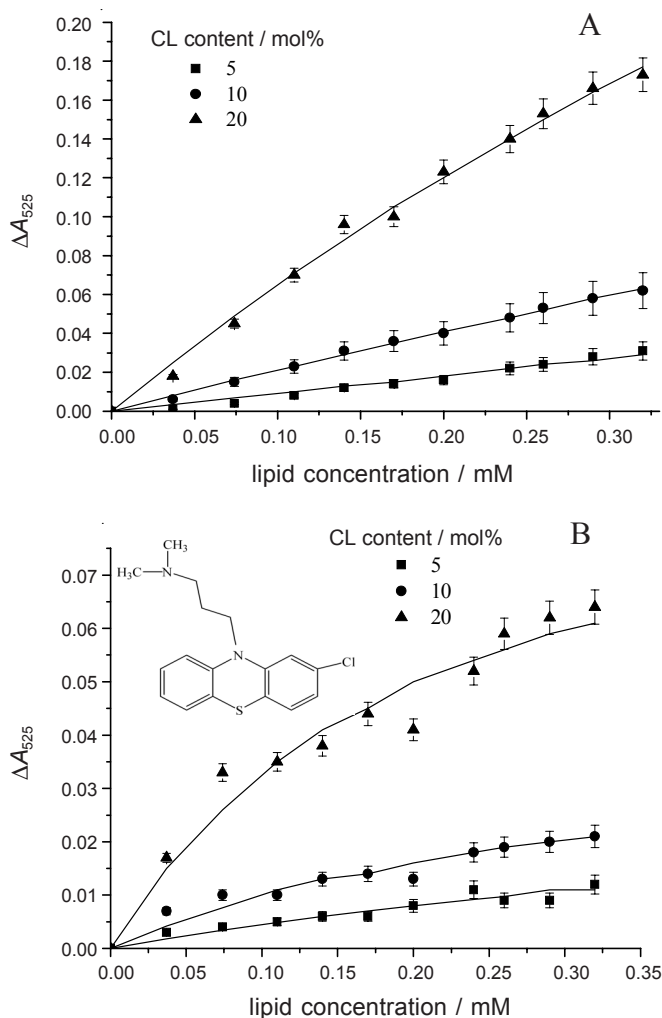 A
CL content / mol%
5
10
20
0.20
0.18
0.16
0.14
0.12
0.10
0.08
0.06
0.04
0.02
0.00
ΔA525
0.00 0.05 0.10 0.15 0.20 0.25 0.30
lipid concentration / mM
B
CL content / mol%
5
10
20
CH3
H3C
N
N
Cl
S
0.07
0.06
0.05
0.04
0.03
0.02
0.01
0.00
ΔA525
0.00 0.05 0.10 0.15 0.20 0.25 0.30 0.35
lipid concentration / mM